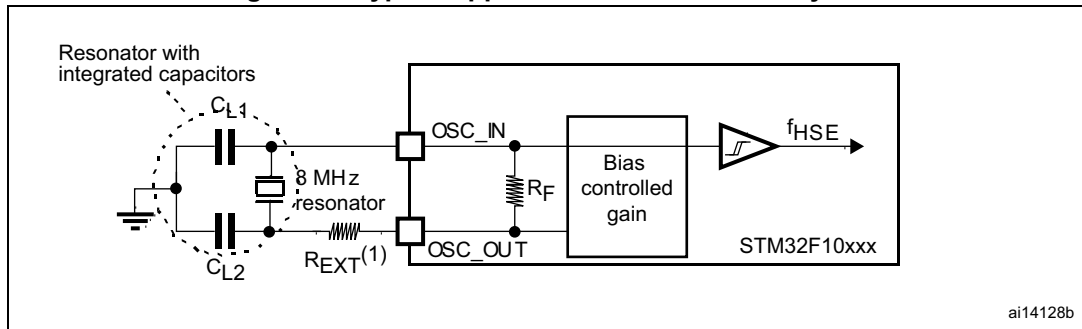 Resonator with
integrated capacitors
CL1
OSC_IN
fHSE
8 MHz
resonator
RF
Bias
controlled
gain
REXT(1)
OSC_OUT
STM32F10xxx
CL2
ai14128b